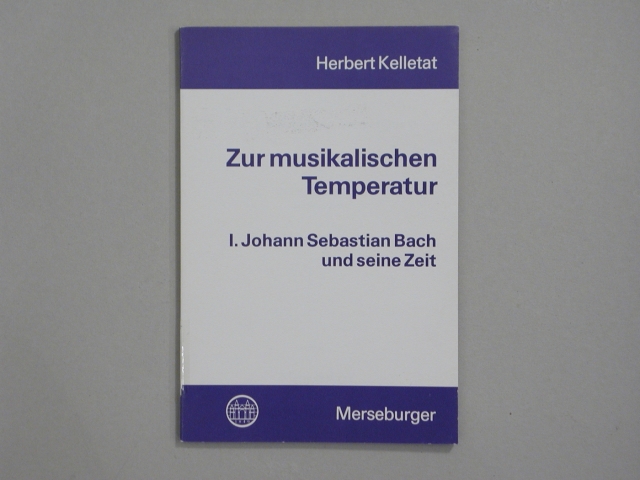 Herbert Kelletat
Zur musikalischen
Temperatur
I. Johann Sebastian Bach
und seine Zeit
Merseburger